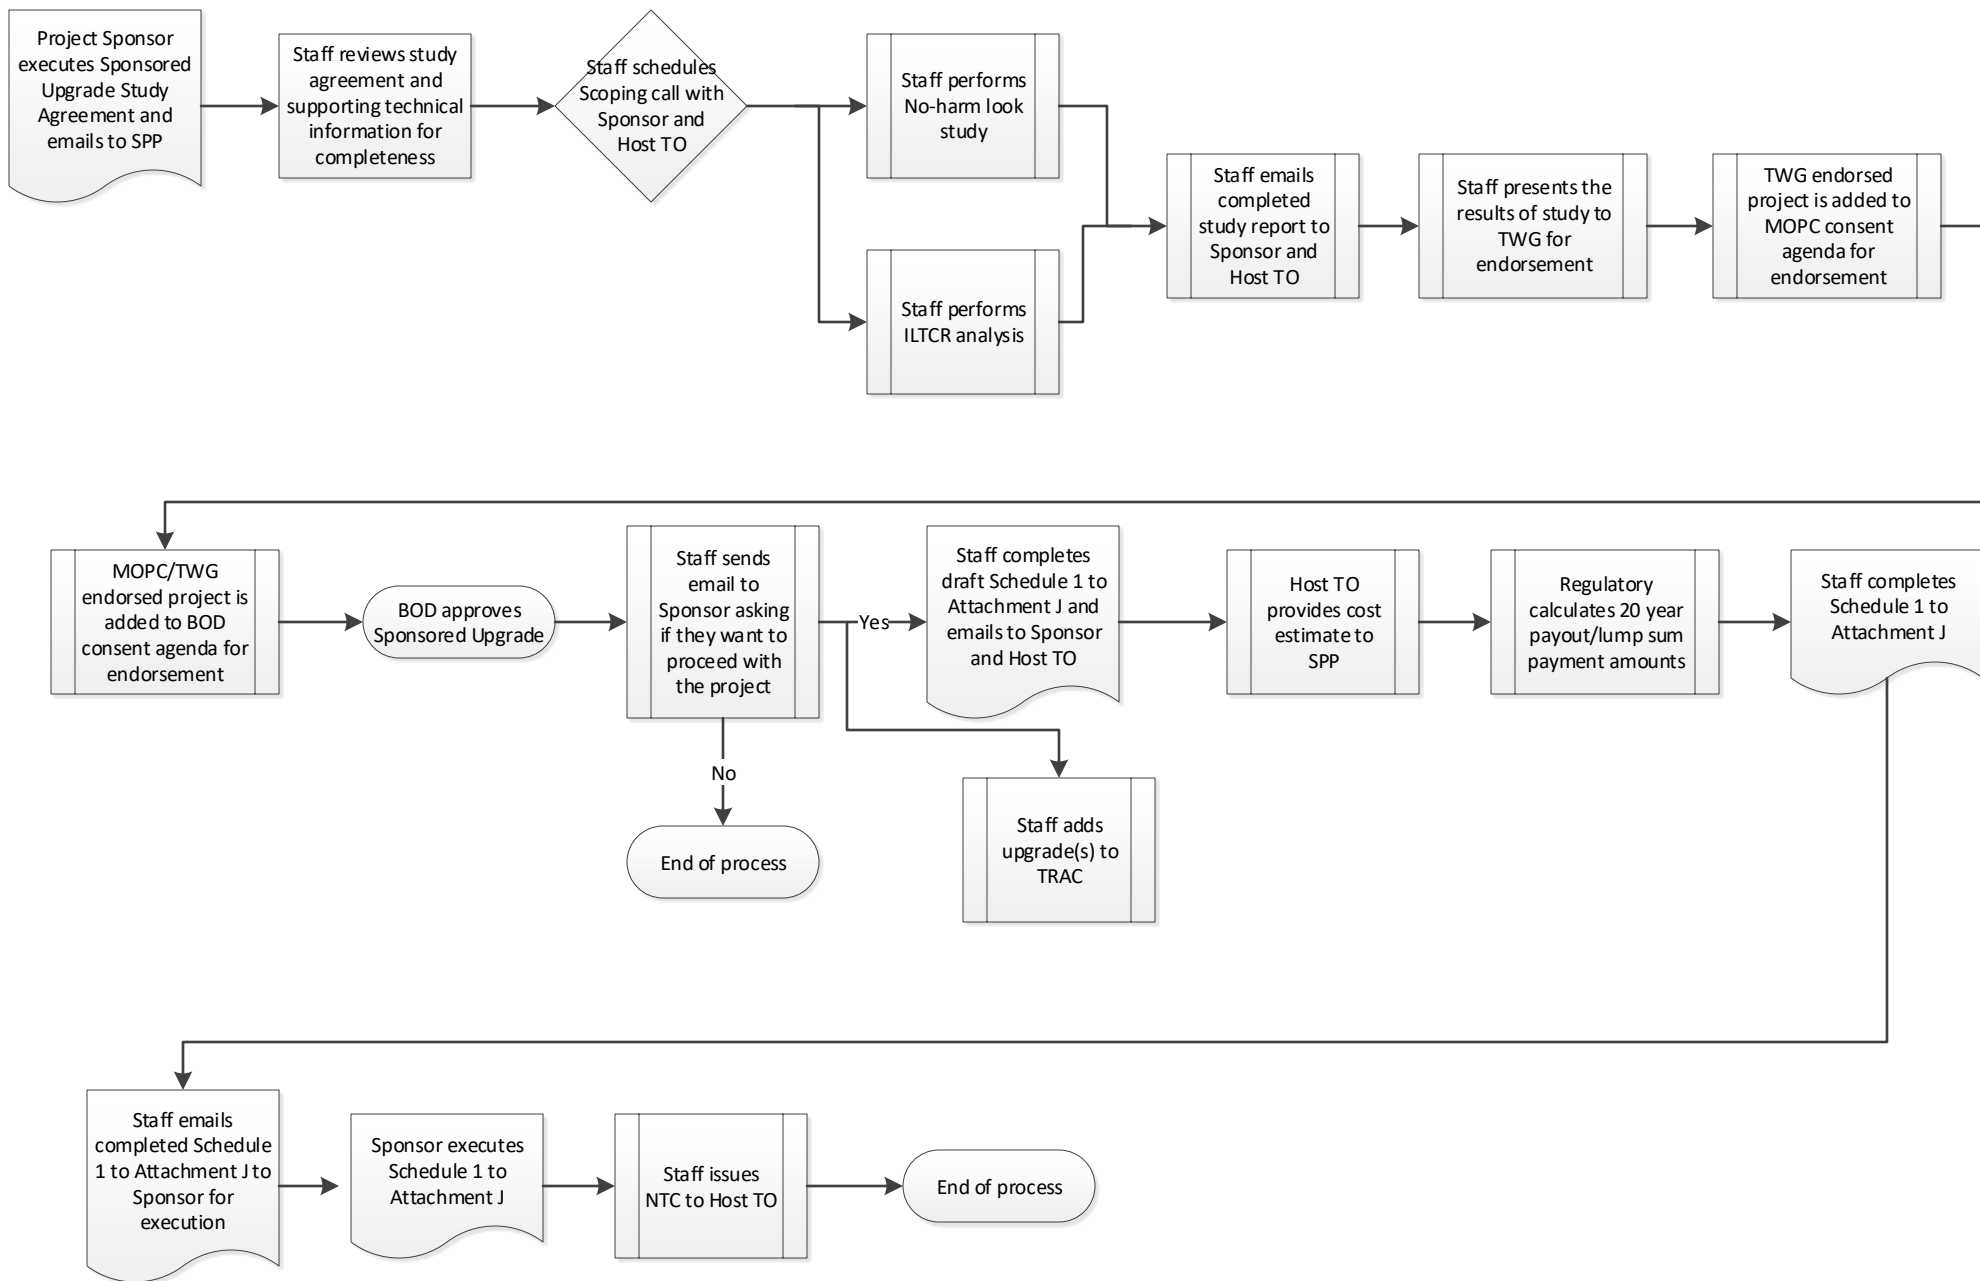 Project Sponsor
executes Sponsored
Upgrade Study
Agreement and
emails to SPP
Staff reviews study
agreement and
supporting technical
information for
completeness
Staff schedules
Scoping call with
Sponsor and
Host TO
Staff performs
No-harm look
study
Staff performs
ILTCR analysis
Staff emails
completed
study report to
Sponsor and
Host TO
Staff presents the
results of study to
TWG for
endorsement
TWG endorsed
project is added to
MOPC consent
agenda for
endorsement
MOPC/TWG
endorsed project is
added to BOD
consent agenda for
endorsement
BOD approves
Sponsored Upgrade
Staff sends
email to
Sponsor asking
if they want to
proceed with
the project
Yes
No
End of process
Staff completes
draft Schedule 1 to
Attachment J and
emails to Sponsor
and Host TO
Staff adds
upgrade(s) to
TRAC
Host TO
provides cost
estimate to
SPP
Regulatory
calculates 20 year
payout/lump sum
payment amounts
Staff completes
Schedule 1 to
Attachment J
Staff emails
completed Schedule
1 to Attachment J to
Sponsor for
execution
Sponsor executes
Schedule 1 to
Attachment J
Staff issues
NTC to Host TO
End of process